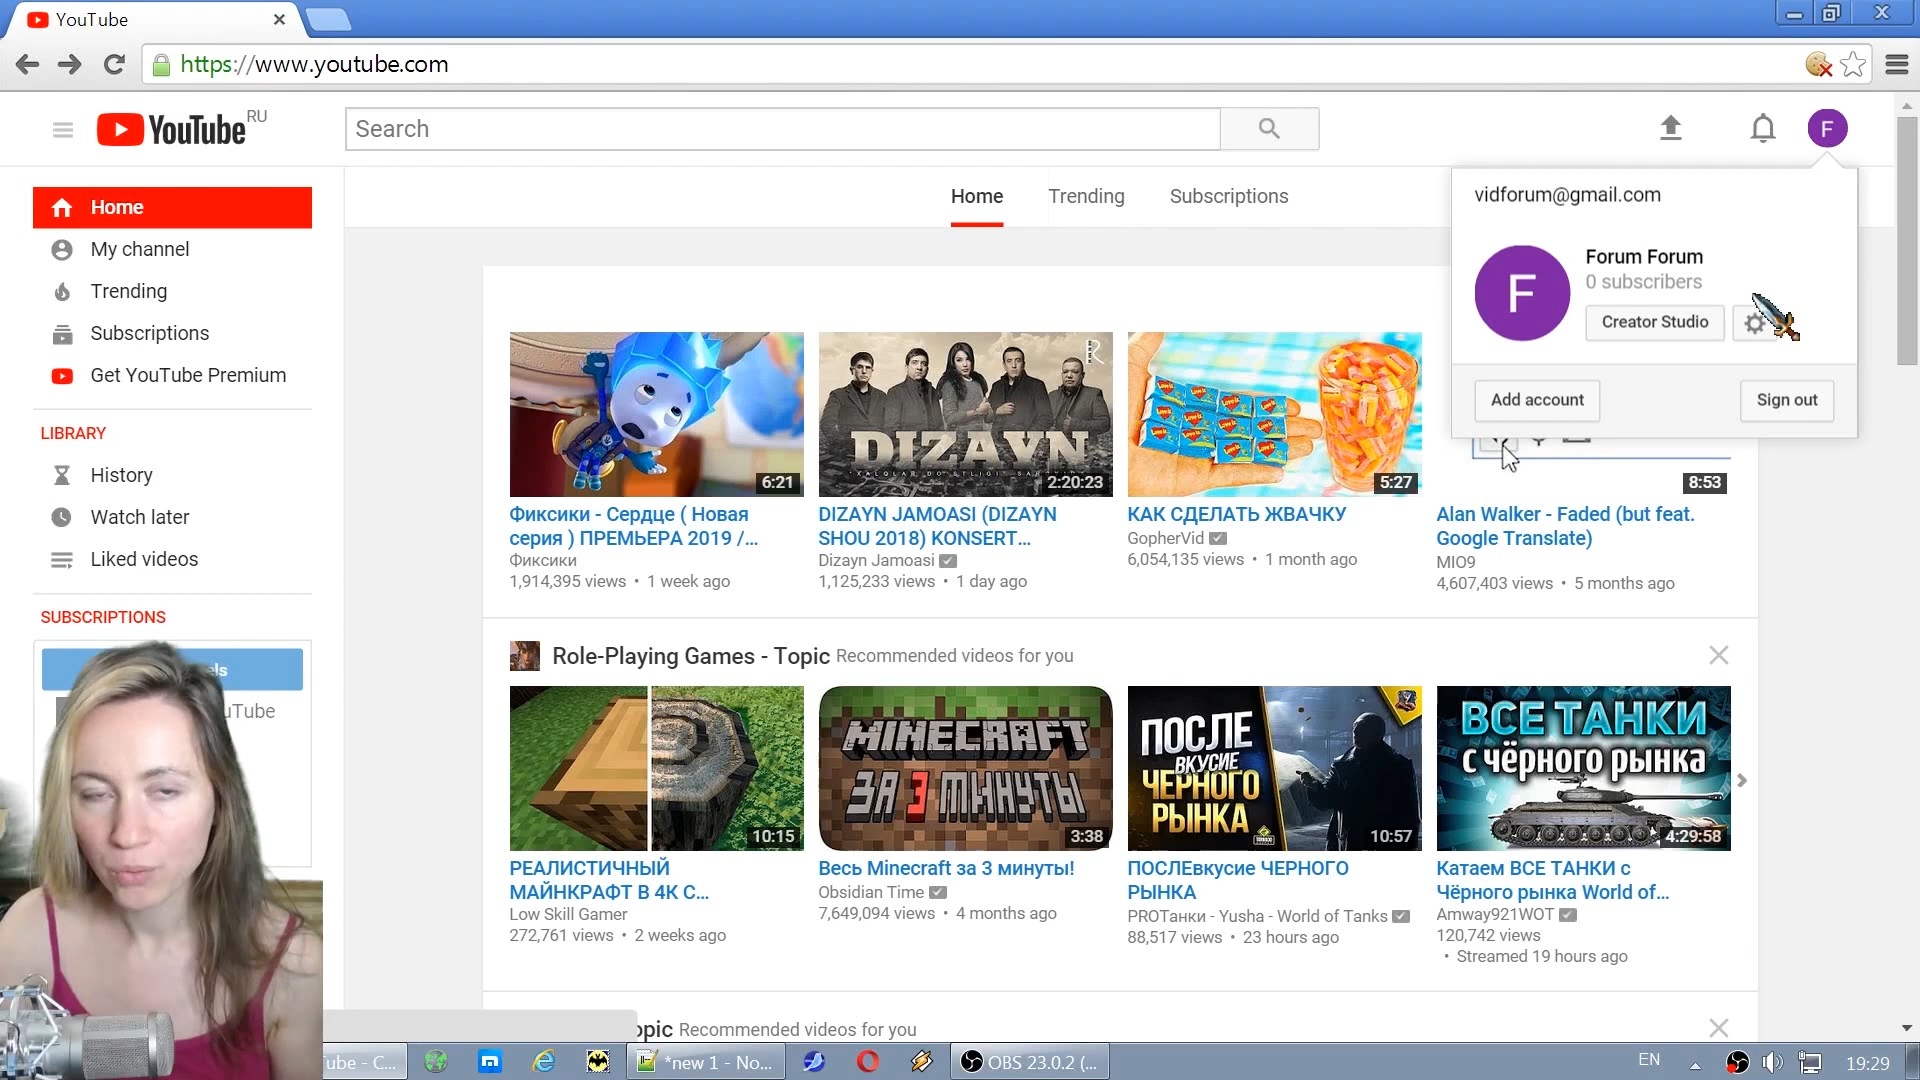 YouTube
https://www.youtube.com
YouTube RU
Search
F
Home
Trending
Subscriptions
vidforum@gmail.com
F
Forum Forum
0 subscribers
Creator Studio
Add account
Sign out
Home
My channel
Trending
Subscriptions
Get YouTube Premium
LIBRARY
History
Watch later
Liked videos
SUBSCRIPTIONS
6:21
DIZAYN
2:20:23
5:27
8:53
Фиксики - Сердце ( Новая
серия ) ПРЕМЬЕРА 2019 /...
Фиксики
1,914,395 views • 1 week ago
DIZAYN JAMOASI (DIZAYN
SHOU 2018) KONSERT...
Dizayn Jamoasi
1,125,233 views • 1 day ago
КАК СДЕЛАТЬ ЖВАЧКУ
GopherVid
6,054,135 views • 1 month ago
Alan Walker - Faded (but feat.
Google Translate)
MIO9
4,607,403 views • 5 months ago
Role-Playing Games - Topic Recommended videos for you
10:15
MINECRAFT
ЗА 3 МИНУТЫ
3:38
ПОСЛЕ
ВКУСИЕ
ЧЕРНОГО
РЫНКА
10:57
ВСЕ ТАНКИ
с чёрного рынка
4:29:58
РЕАЛИСТИЧНЫЙ
МАЙНКРАФТ В 4K С...
Low Skill Gamer
272,761 views • 2 weeks ago
Весь Minecraft за 3 минуты!
Obsidian Time
7,649,094 views • 4 months ago
ПОСЛЕвкусие ЧЕРНОГО
РЫНКА
PROТанки - Yusha - World of Tanks
88,517 views • 23 hours ago
Катаем ВСЕ ТАНКИ с
Чёрного рынка World of...
Amway921WOT
120,742 views
• Streamed 19 hours ago
opic Recommended videos for you
ube - C...
*new 1 - No...
OBS 23.0.2 (...
EN
19:29